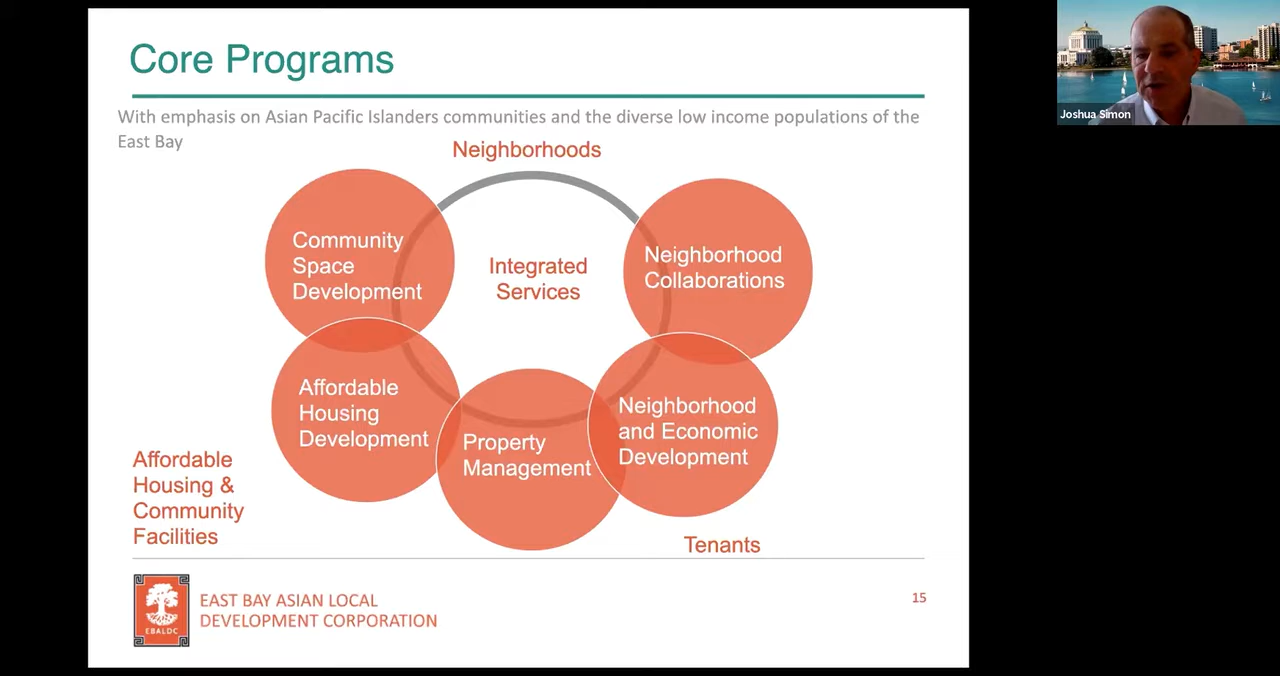 Core Programs
With emphasis on Asian Pacific Islanders communities and the diverse low income populations of the
East Bay
Neighborhoods
Community
Space
Development
Integrated
Services
Neighborhood
Collaborations
Affordable
Housing
Development
Property
Management
Neighborhood
and Economic
Development
Affordable
Housing &
Community
Facilities
Tenants
EBALDC
EAST BAY ASIAN LOCAL
DEVELOPMENT CORPORATION
15
Joshua Simon